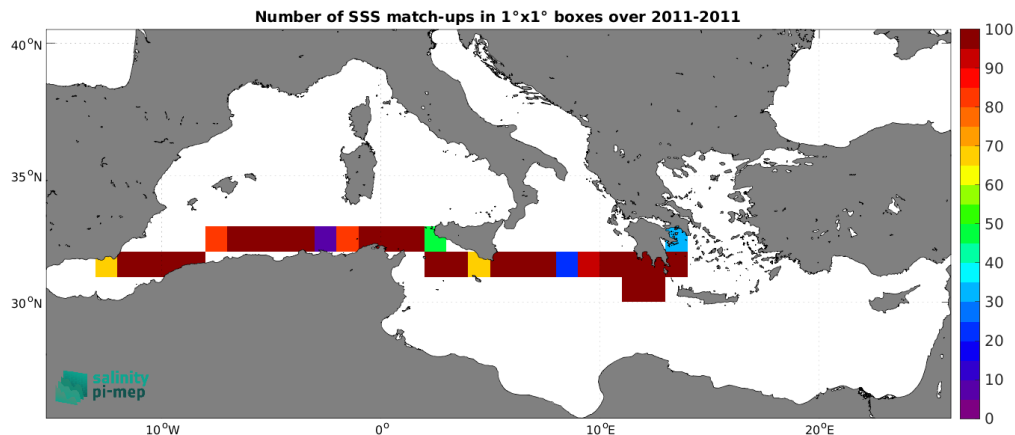 Number of SSS match-ups in 1°x1° boxes over 2011-2011
40°N
35°N
30°N
10°W
0°
10°E
20°E
100
90
80
70
60
50
40
30
20
10
0
salinity
pi-mep